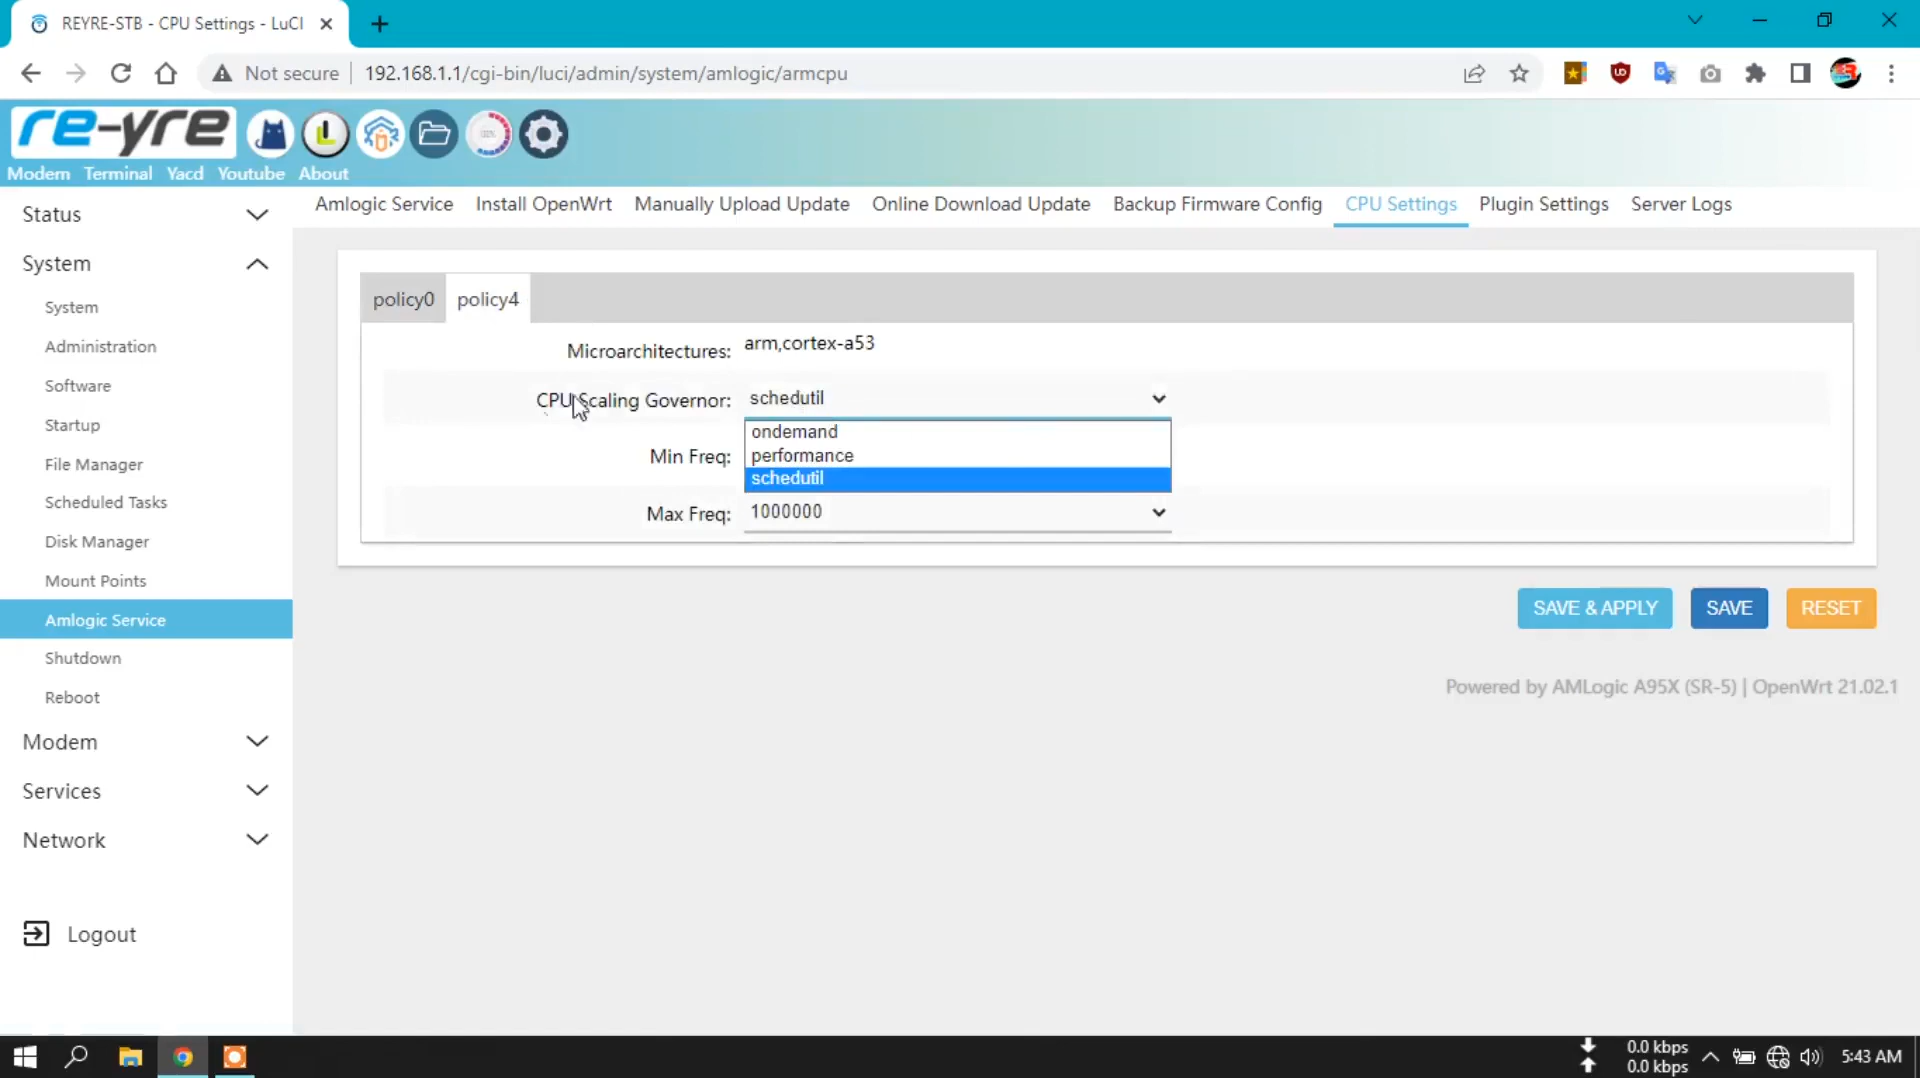 REYRE-STB - CPU Settings - LuCI
Not secure
192.168.1.1/cgi-bin/luci/admin/system/amlogic/armcpu
re-yre
Modem Terminal Yacd Youtube About
Status
System
System
Administration
Software
Startup
File Manager
Scheduled Tasks
Disk Manager
Mount Points
Amlogic Service
Shutdown
Reboot
Modem
Services
Network
Logout
Amlogic Service Install OpenWrt Manually Upload Update Online Download Update Backup Firmware Config CPU Settings Plugin Settings Server Logs
policy0 policy4
Microarchitectures: arm,cortex-a53
CPU Scaling Governor: schedutil
ondemand
performance
schedutil
Min Freq:
Max Freq: 1000000
SAVE & APPLY SAVE RESET
Powered by AMLogic A95X (SR-5) | OpenWrt 21.02.1
0.0 kbps
0.0 kbps
5:43 AM